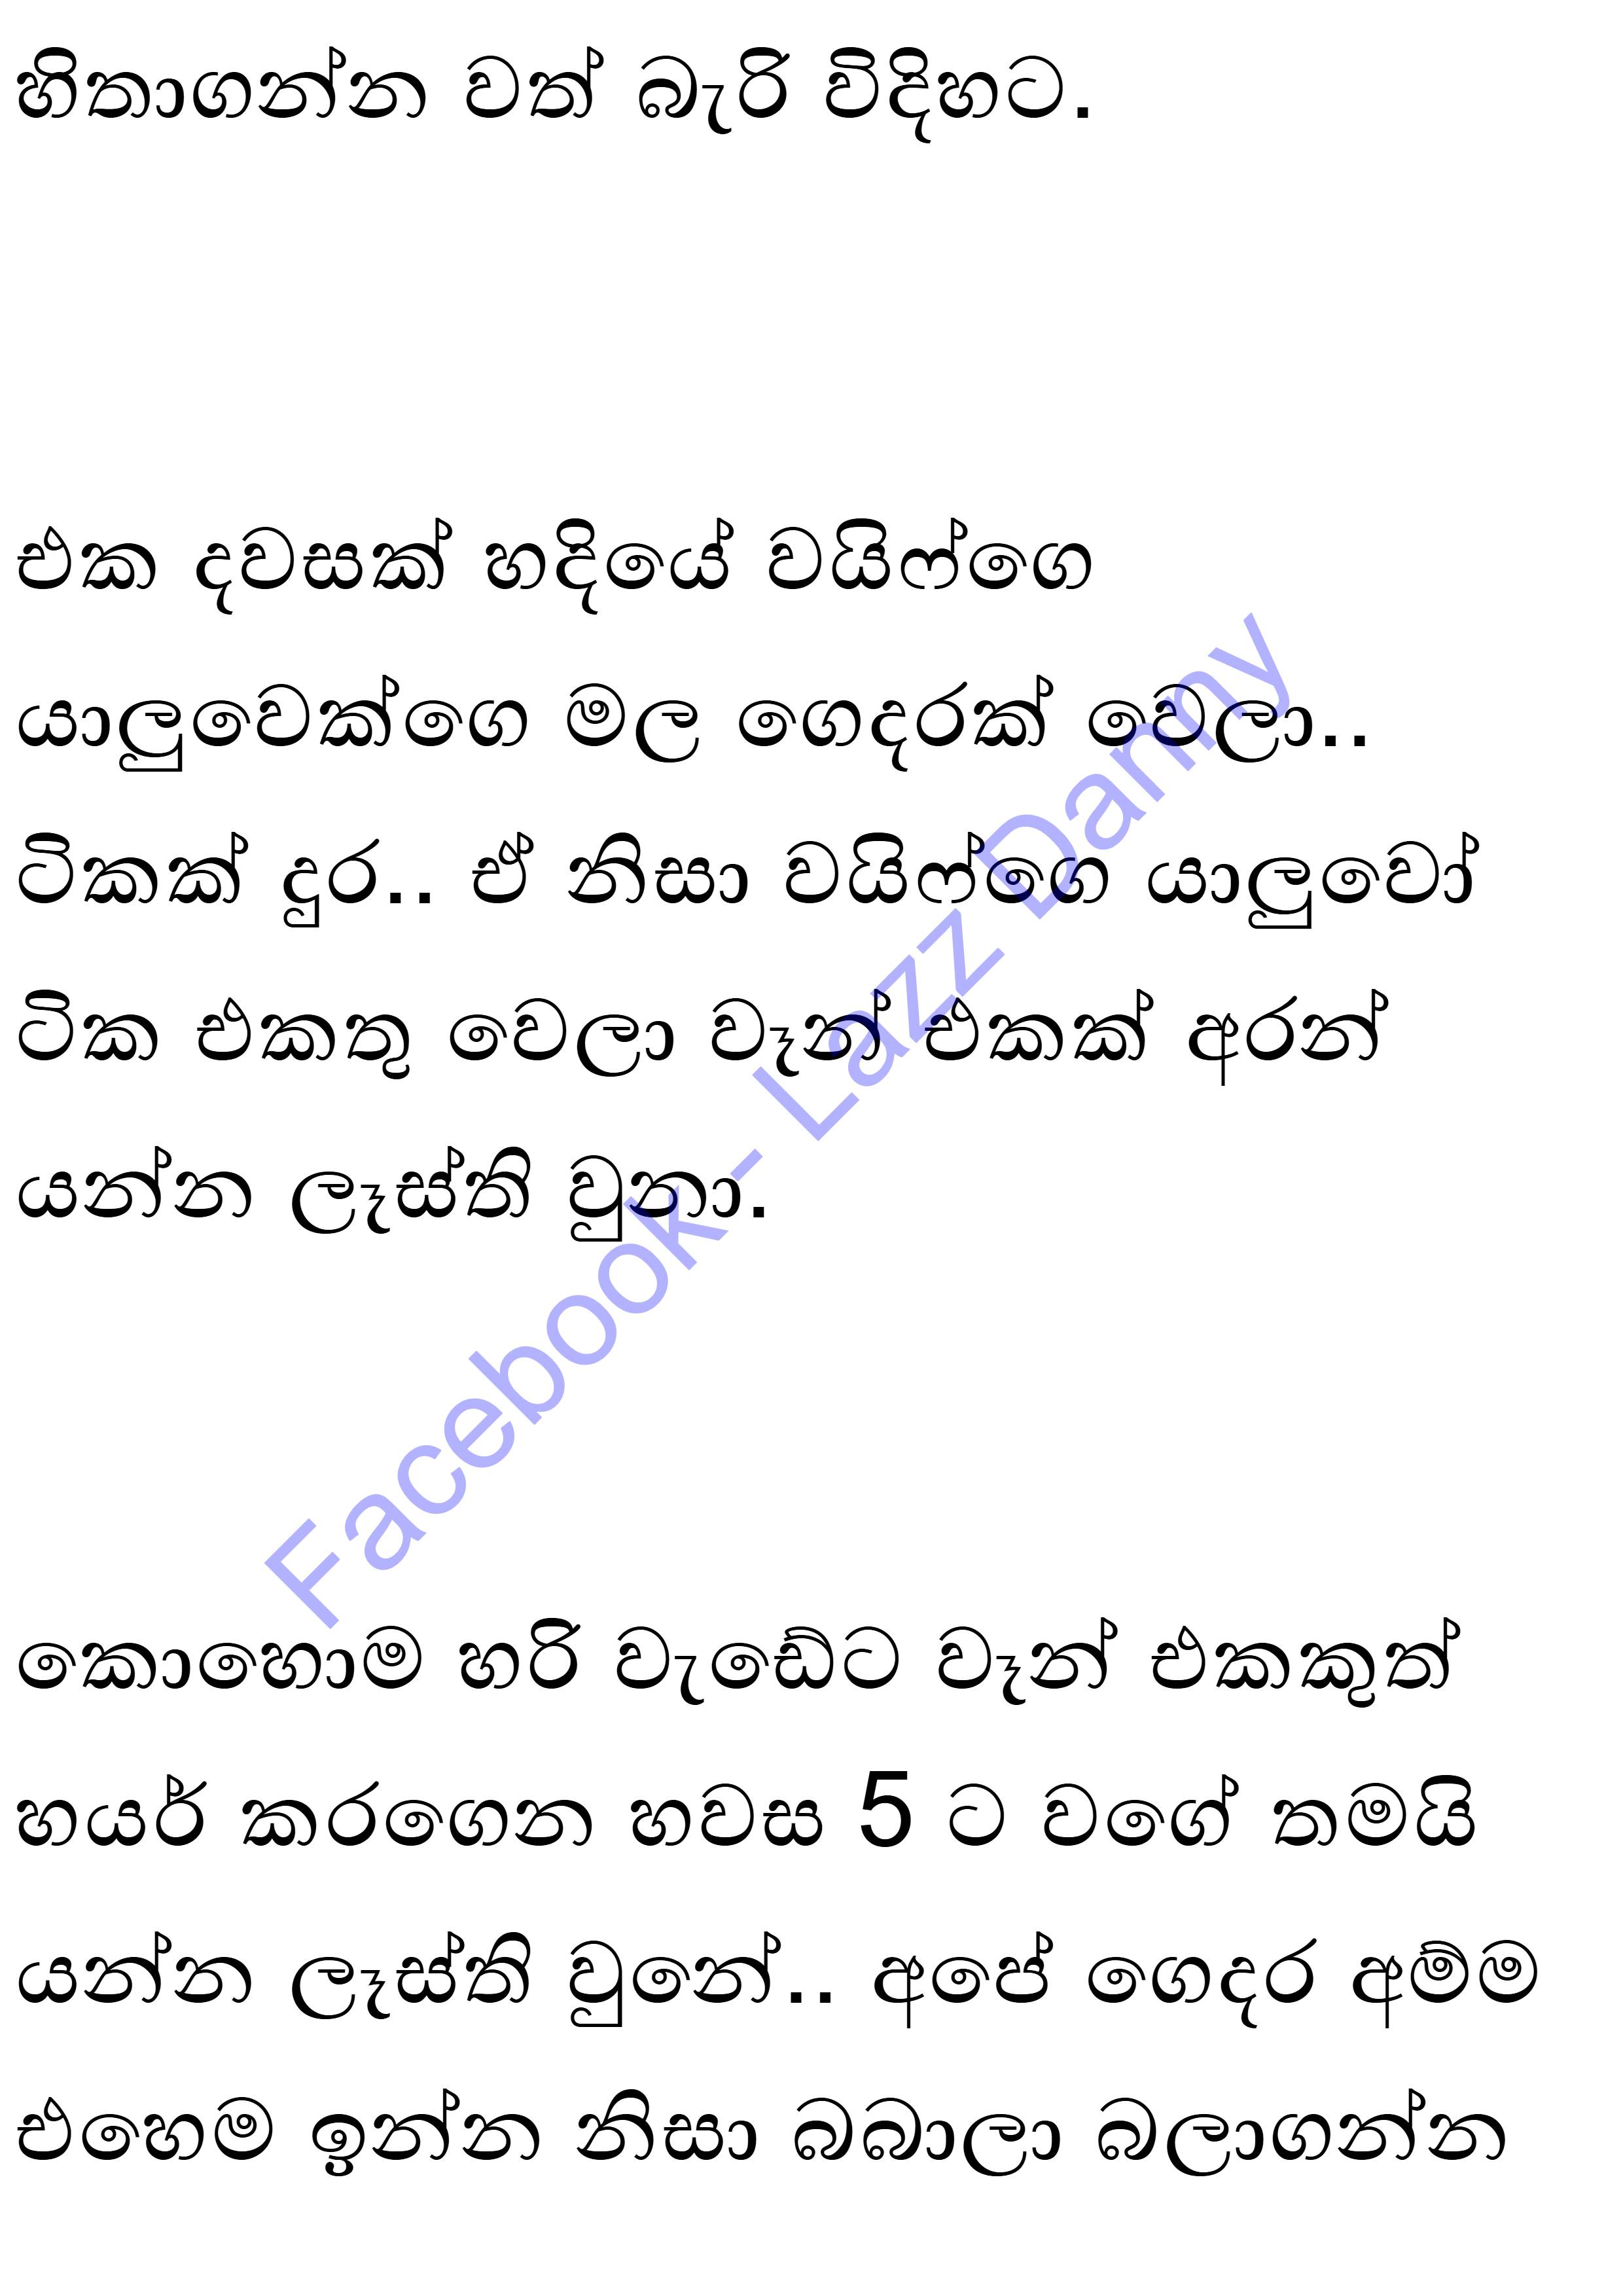 හිතාගන්න වත් බැරි විදිහට.
එක දවසක් හදියේ වයිෆ්ගෙ
යාලුවෙක්ගෙ මල ගෙදරක් වෙලා..
ටිකක් දුර.. ඒ නිසා වයිෆ්ගෙ යාලුවෝ
ටික එකතු වෙලා වෑන් එකක් අරන්
යන්න ලෑස්ති වුනා.
කොහොම හරි වැඩේට වෑන් එකකුත්
හයර් කරගෙන හවස 5 ට වගේ තමයි
යන්න ලෑස්ති වුනේ.. අපේ ගෙදර අම්ම
එහෙම ඉන්න නිසා බබාලා බලාගන්න
Facebook - Lazz Danny